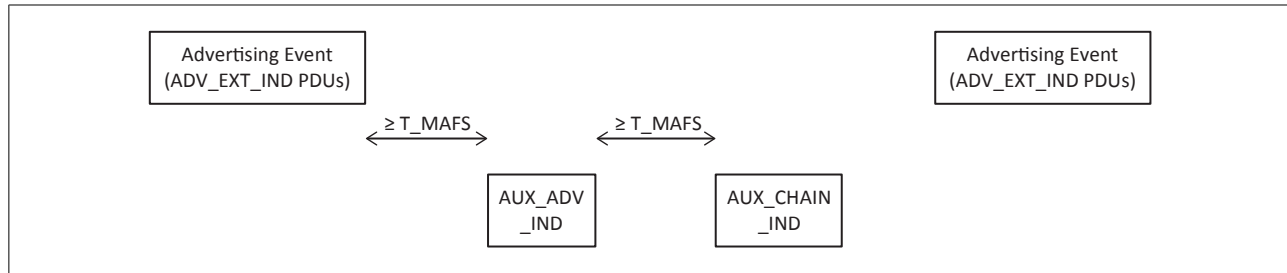 Advertising Event
(ADV_EXT_IND PDUs)
Advertising Event
(ADV_EXT_IND PDUs)
≥ T_MAFS
≥ T_MAFS
AUX_ADV
_IND
AUX_CHAIN
_IND